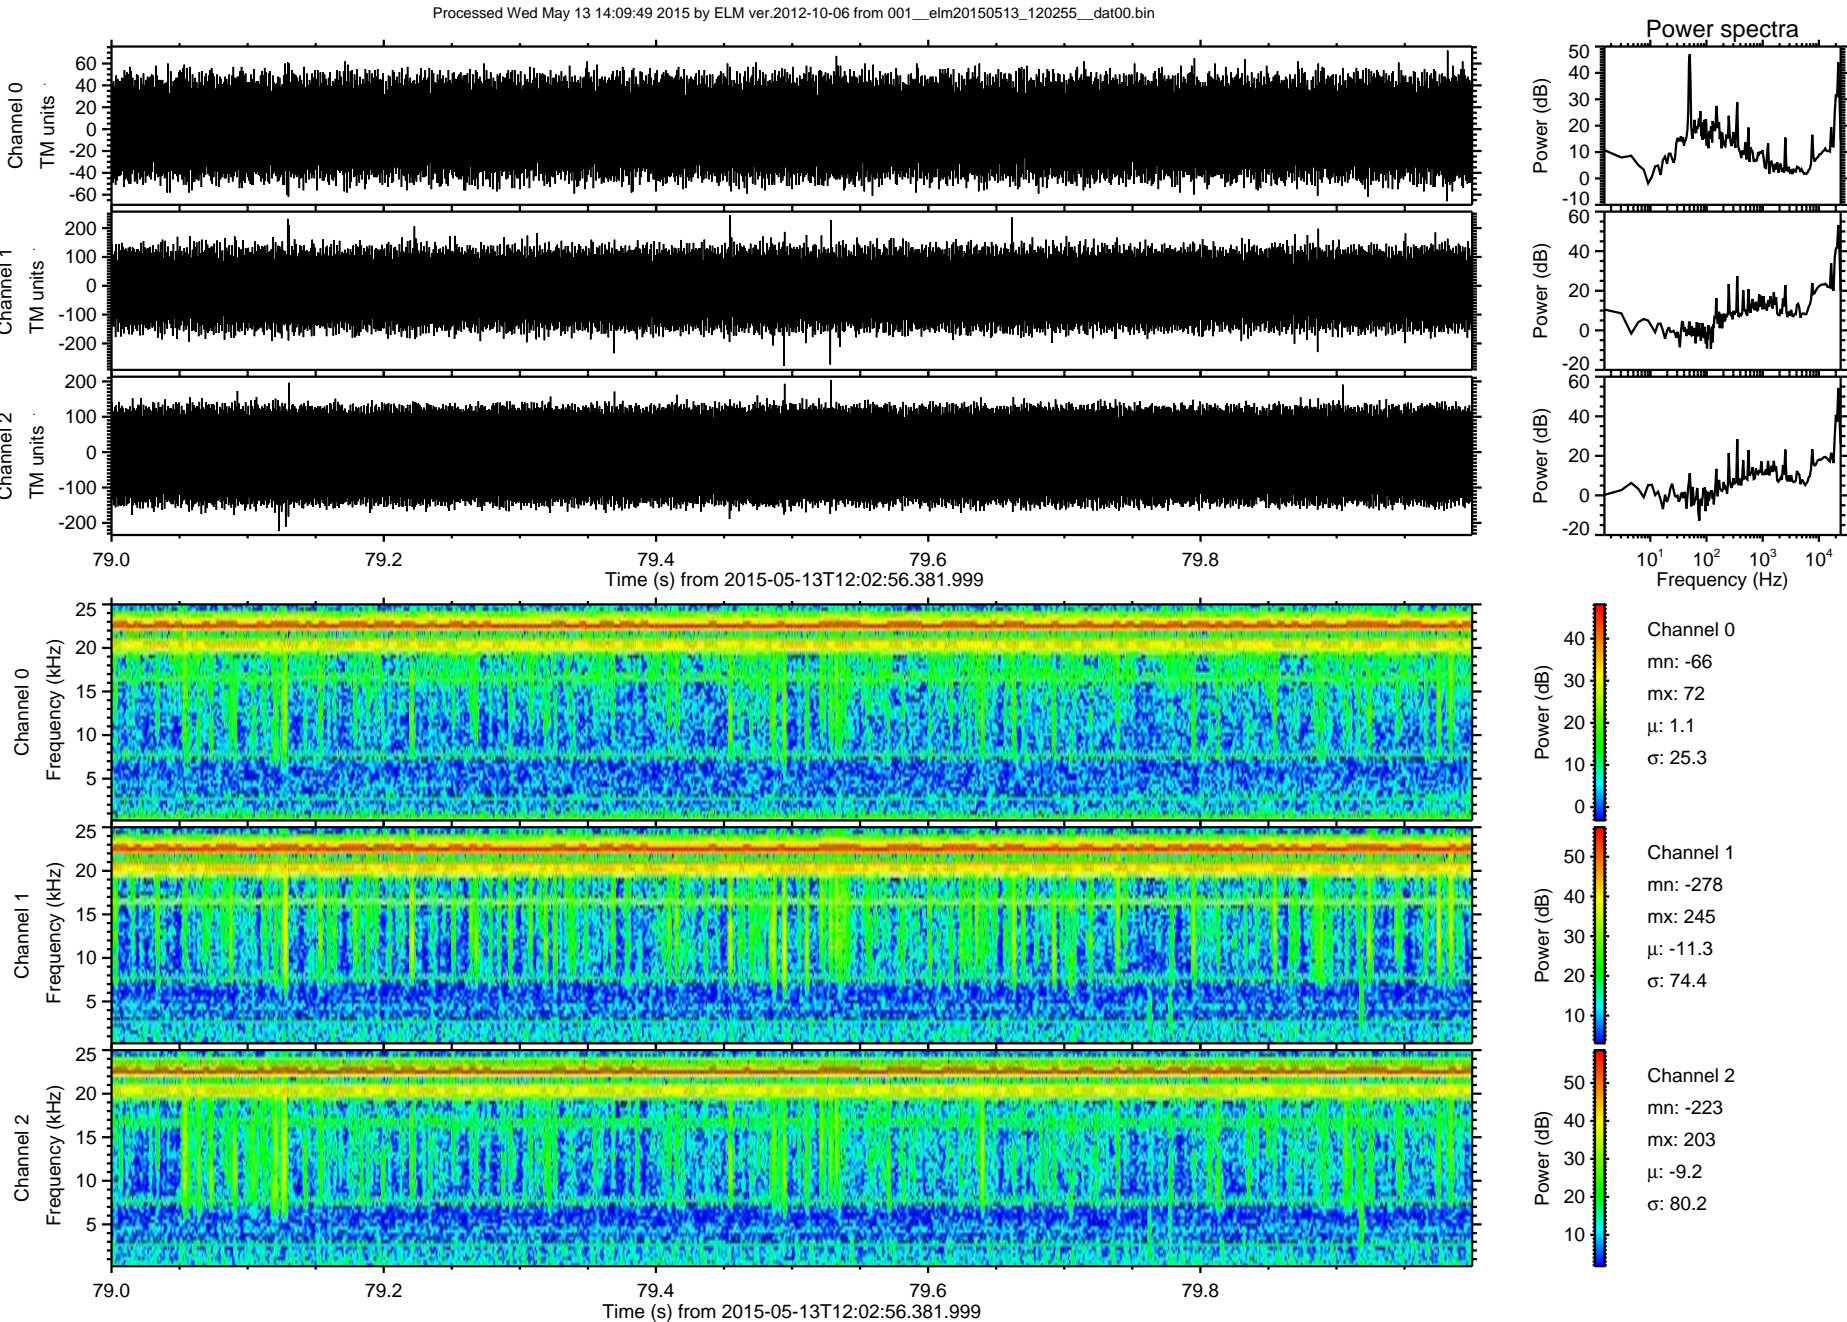 Processed Wed May 13 14:09:49 2015 by ELM ver.2012-10-06 from 001__elm20150513_120255__dat00.bin
Power spectra
Channel 0
TM units
60
40
20
0
-20
-40
-60
Power (dB)
50
40
30
20
10
0
-10
Channel 1
TM units
200
100
0
-100
-200
Power (dB)
60
40
20
0
-20
Channel 2
TM units
200
100
0
-100
-200
Power (dB)
60
40
20
0
-20
79.0 79.2 79.4 79.6 79.8
Time (s) from 2015-05-13T12:02:56.381.999
10^1 10^2 10^3 10^4
Frequency (Hz)
Channel 0
Frequency (kHz)
25
20
15
10
5
Power (dB)
40
30
20
10
0
Channel 0
mn: -66
mx: 72
μ: 1.1
σ: 25.3
Channel 1
Frequency (kHz)
25
20
15
10
5
Power (dB)
50
40
30
20
10
Channel 1
mn: -278
mx: 245
μ: -11.3
σ: 74.4
Channel 2
Frequency (kHz)
25
20
15
10
5
Power (dB)
50
40
30
20
10
Channel 2
mn: -223
mx: 203
μ: -9.2
σ: 80.2
79.0 79.2 79.4 79.6 79.8
Time (s) from 2015-05-13T12:02:56.381.999